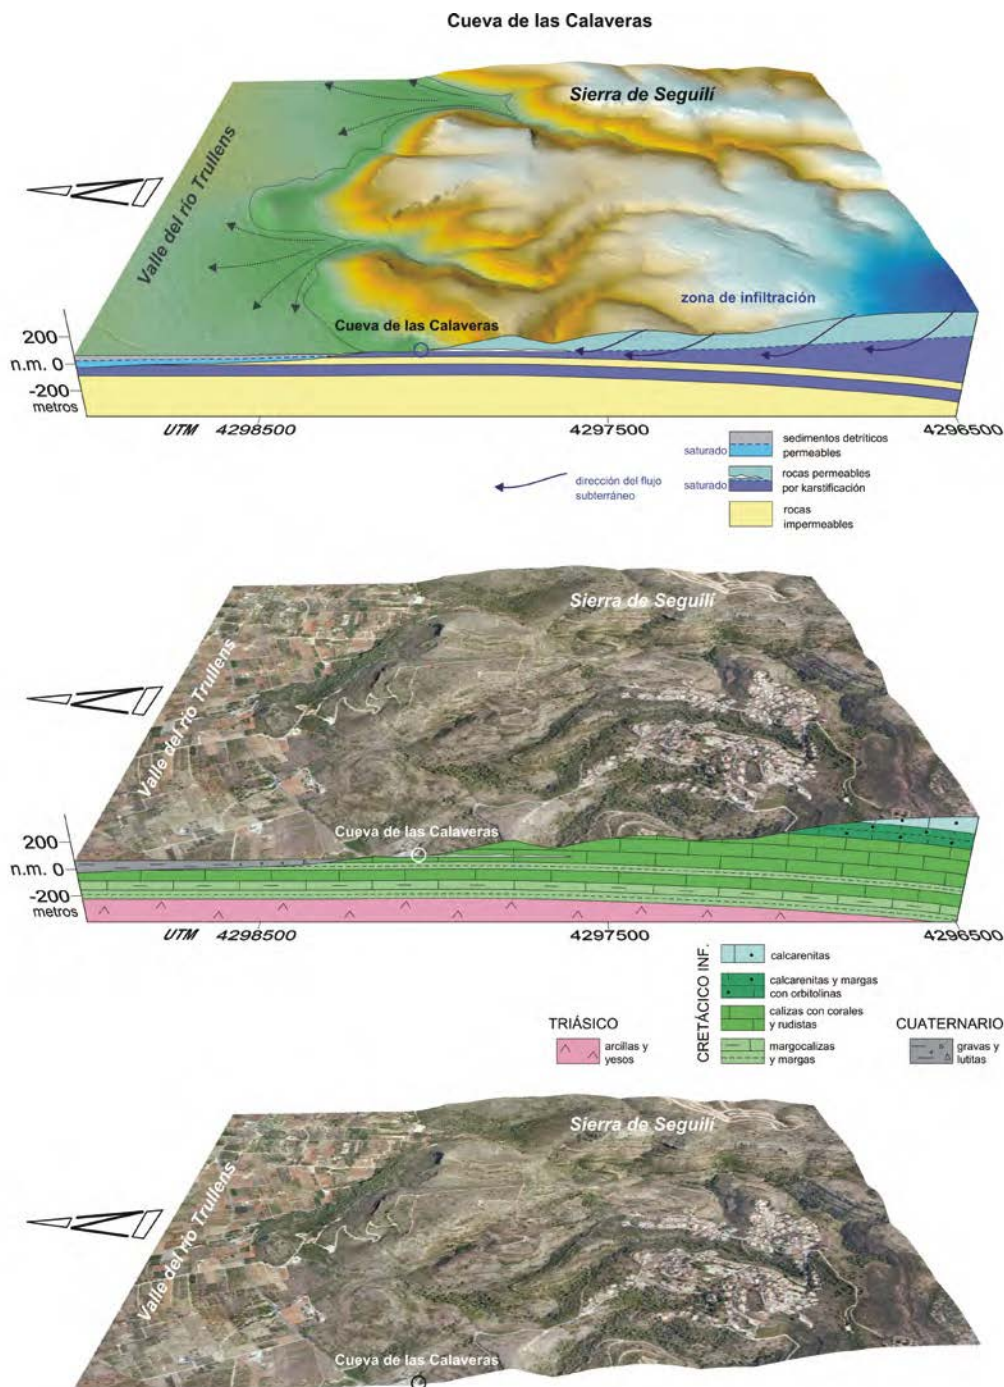 Cueva de las Calaveras
Sierra de Seguilí
Valle del río Trullens
zona de infiltración
Cueva de las Calaveras
200
n.m. 0
-200
metros
UTM 4298500 4297500 4296500
saturado
sedimentos detríticos
permeables
dirección del flujo
subterráneo
saturado
rocas permeables
por karstificación
rocas
impermeables
Sierra de Seguilí
Valle del río Trullens
Cueva de las Calaveras
200
n.m. 0
-200
metros
UTM 4298500 4297500 4296500
CRETÁCICO INF.
calcarenitas
calcarenitas y margas
con orbitolinas
calizas con corales
y rudistas
margocalizas
y margas
TRIÁSICO
arcillas y
yesos
CUATERNARIO
gravas y
lutitas
Sierra de Seguilí
Valle del río Trullens
Cueva de las Calaveras